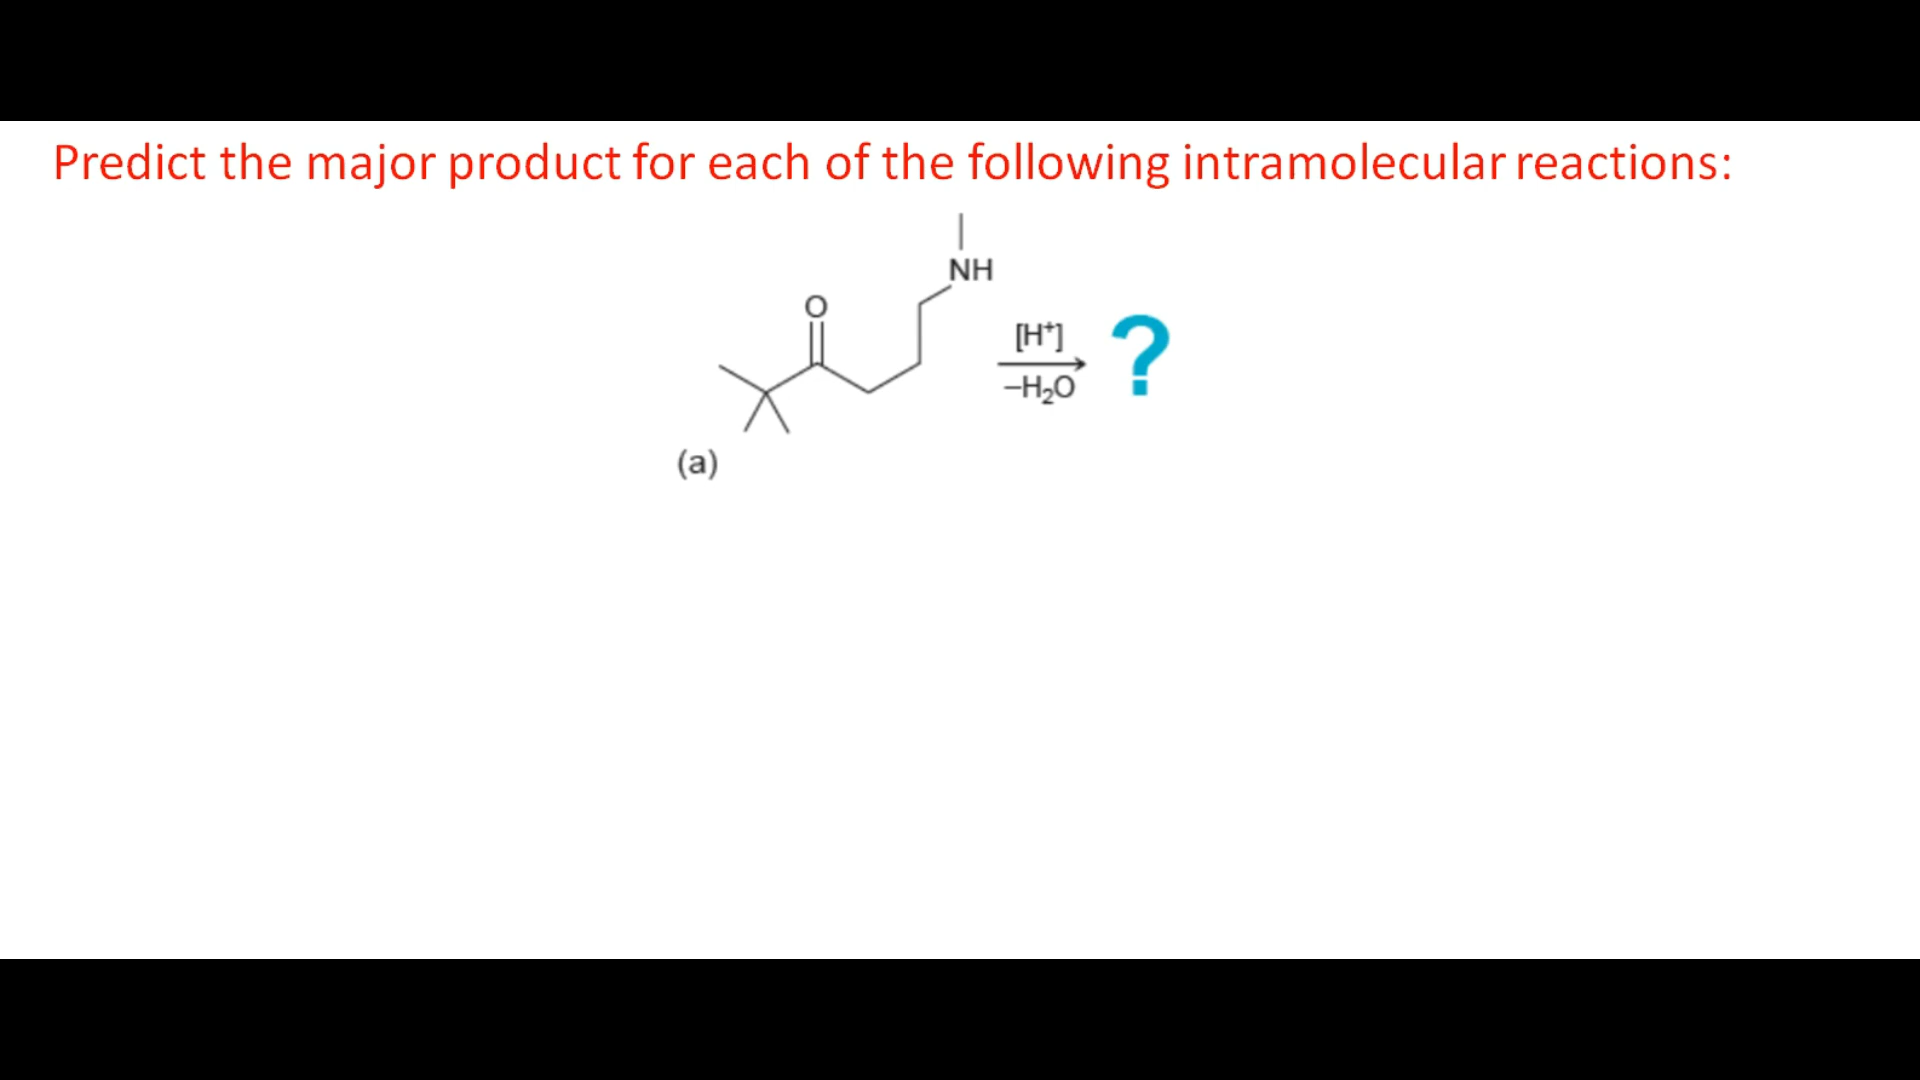 Predict the major product for each of the following intramolecular reactions:
NH
O
[H⁺]
–H₂O
?
(a)